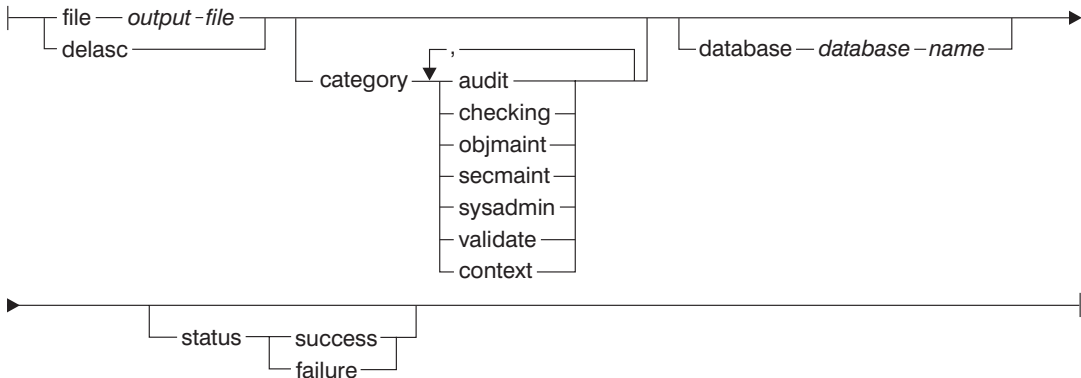 file output-file
delasc
,
category audit
database database-name
checking
objmaint
secmaint
sysadmin
validate
context
status success
failure